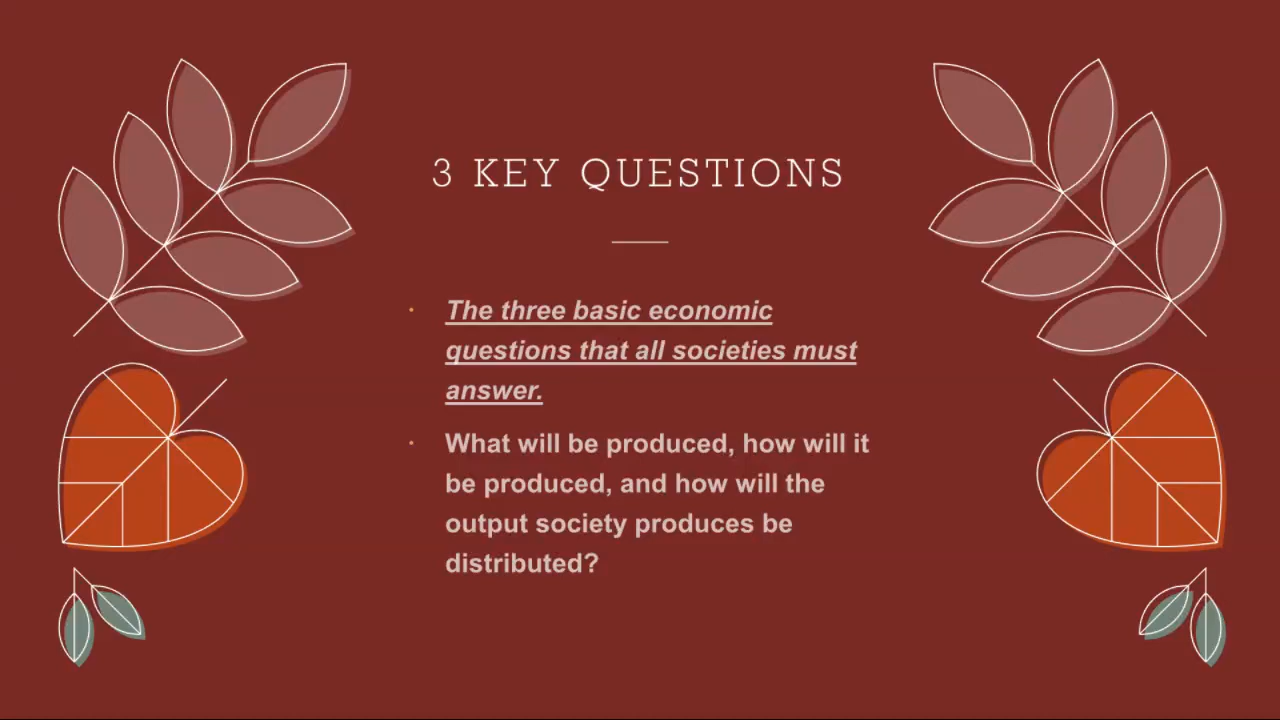 3 KEY QUESTIONS
· The three basic economic
questions that all societies must
answer.
· What will be produced, how will it
be produced, and how will the
output society produces be
distributed?